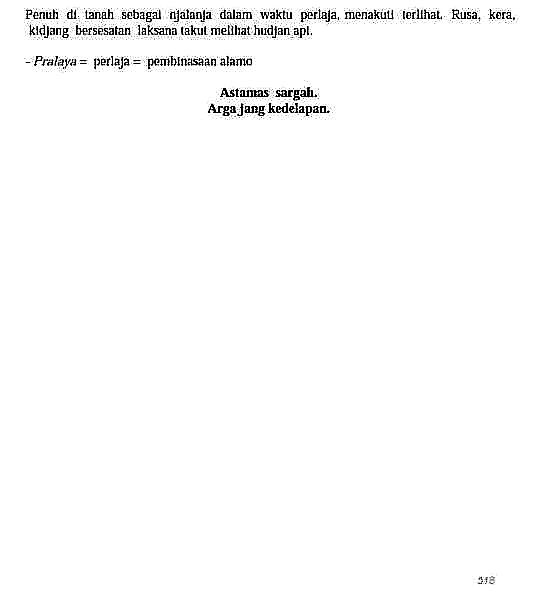 Penuh di tanah sebagai njalanja dalam waktu perlaja, menakuti terlihat. Rusa, kera,
kidjang bersesatan laksana takut melihat hudjan api.
- Pralaya = perlaja = pembinasaan alamo
Astamas sargah.
Arga jang kedelapan.
518